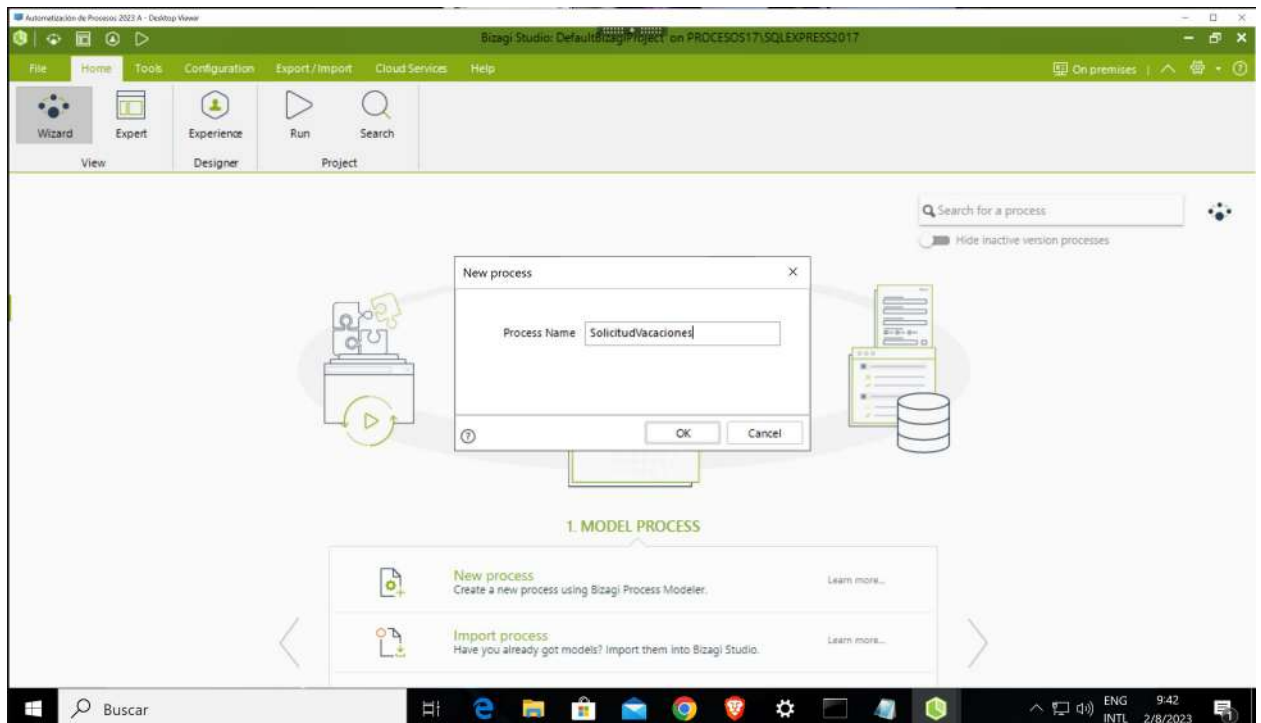 Automatización de Procesos 2023 A - Desktop Viewer
Bizagi Studio: DefaultBizagiProject on PROCESOS17\SQLEXPRESS2017
File Home Tools Configuration Export / Import Cloud Services Help
On premises
Wizard Expert Experience Run Search
View Designer Project
Search for a process
Hide inactive version processes
New process
Process Name SolicitudVacaciones
OK Cancel
1. MODEL PROCESS
New process
Create a new process using Bizagi Process Modeler.
Learn more...
Import process
Have you already got models? Import them into Bizagi Studio.
Learn more...
Buscar
ENG 9:42
INTL 2/8/2023